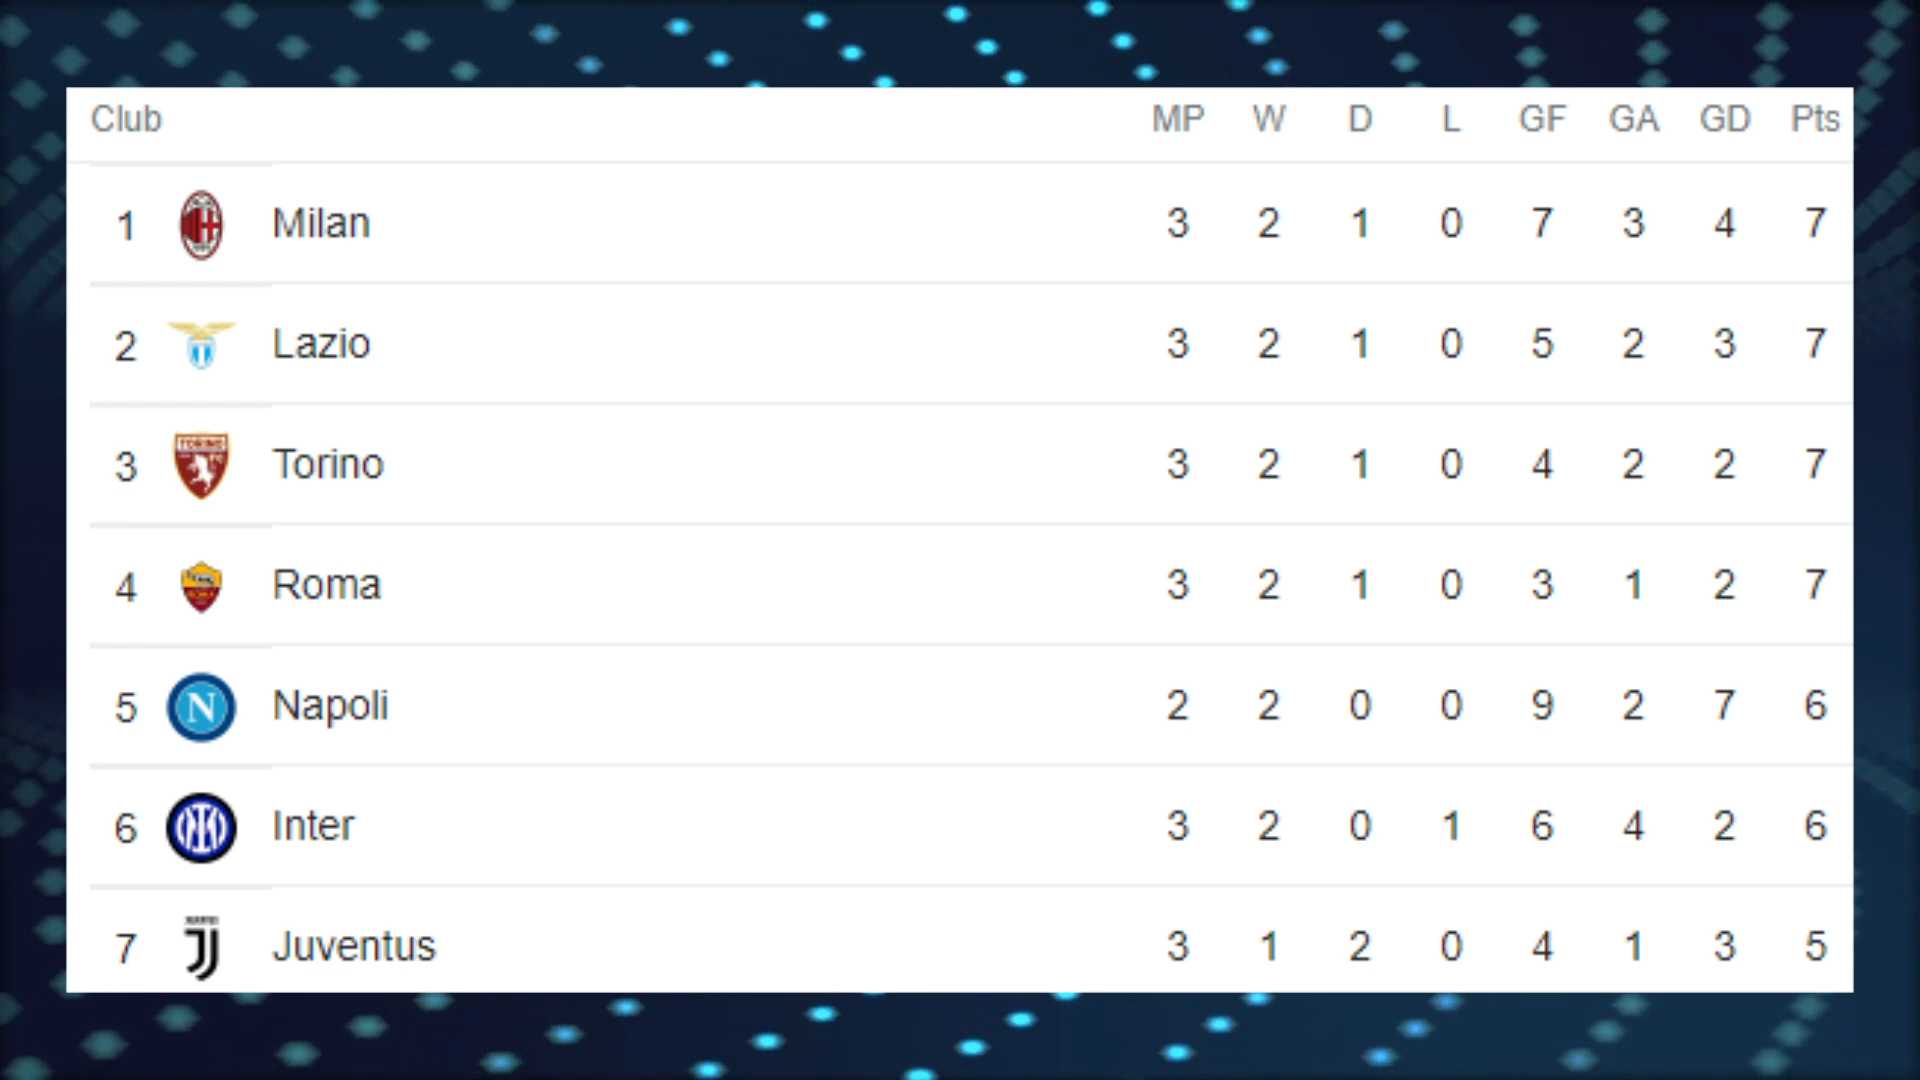 Club MP W D L GF GA GD Pts
1 Milan 3 2 1 0 7 3 4 7
2 Lazio 3 2 1 0 5 2 3 7
3 TORINO FC Torino 3 2 1 0 4 2 2 7
4 ROMA Roma 3 2 1 0 3 1 2 7
5 N Napoli 2 2 0 0 9 2 7 6
6 Inter 3 2 0 1 6 4 2 6
7 Juventus 3 1 2 0 4 1 3 5